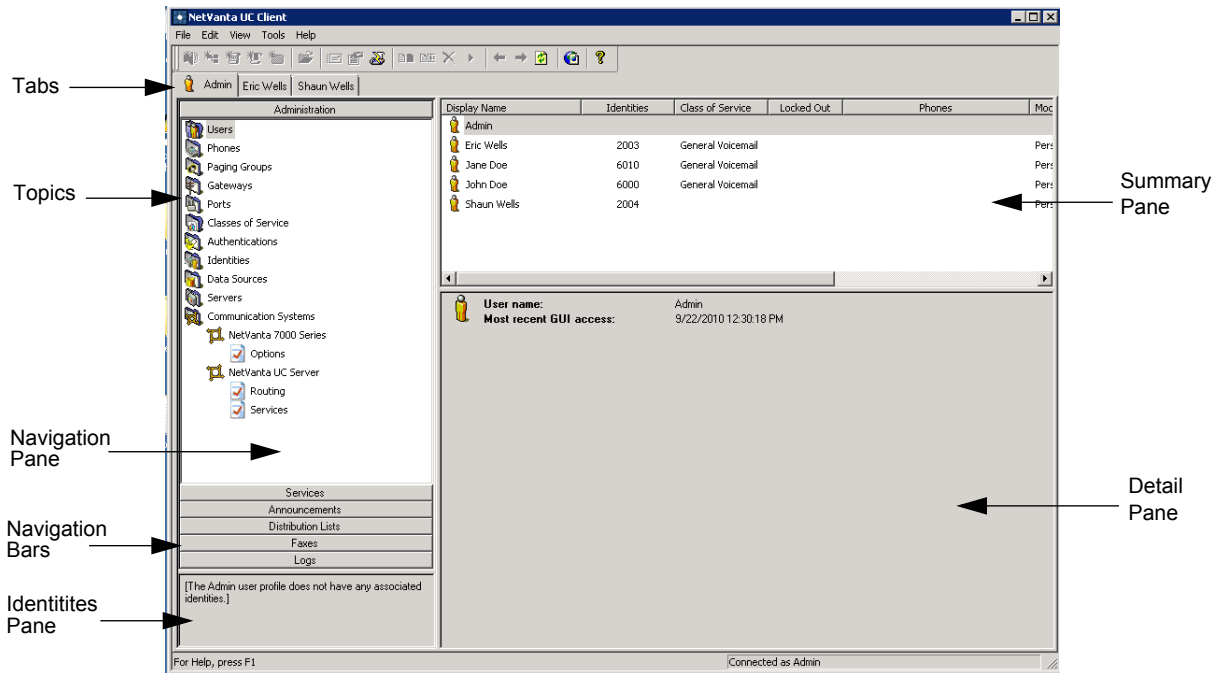 NetVanta UC Client
File Edit View Tools Help
Tabs
Admin Eric Wells Shaun Wells
Administration
Users
Phones
Paging Groups
Topics
Gateways
Ports
Classes of Service
Authentications
Identities
Data Sources
Servers
Communication Systems
NetVanta 7000 Series
Options
NetVanta UC Server
Routing
Services
Navigation
Pane
Services
Announcements
Distribution Lists
Faxes
Logs
Navigation
Bars
[The Admin user profile does not have any associated
identities.]
Identitites
Pane
Display Name Identities Class of Service Locked Out Phones Moc
Admin
Eric Wells 2003 General Voicemail Pers
Jane Doe 6010 General Voicemail Pers
John Doe 6000 General Voicemail Pers
Shaun Wells 2004 Pers
Summary
Pane
User name: Admin
Most recent GUI access: 9/22/2010 12:30:18 PM
Detail
Pane
For Help, press F1
Connected as Admin